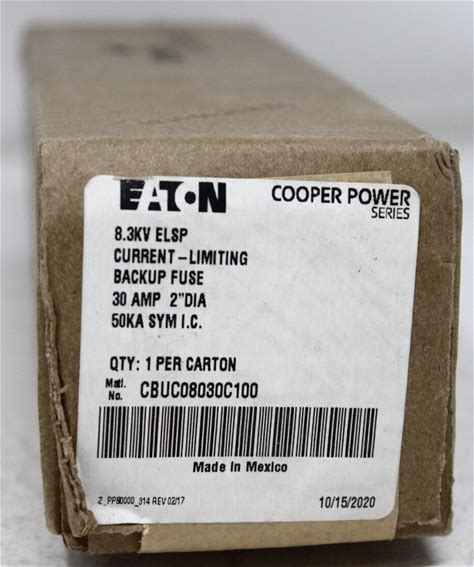 EATON
COOPER POWER
SERIES
8.3KV ELSP
CURRENT-LIMITING
BACKUP FUSE
30 AMP 2"DIA
50KA SYM I.C.
QTY: 1 PER CARTON
Matl.
No. CBUC08030C100
Made in Mexico
Z_PP90000_314 REV 02/17
10/15/2020